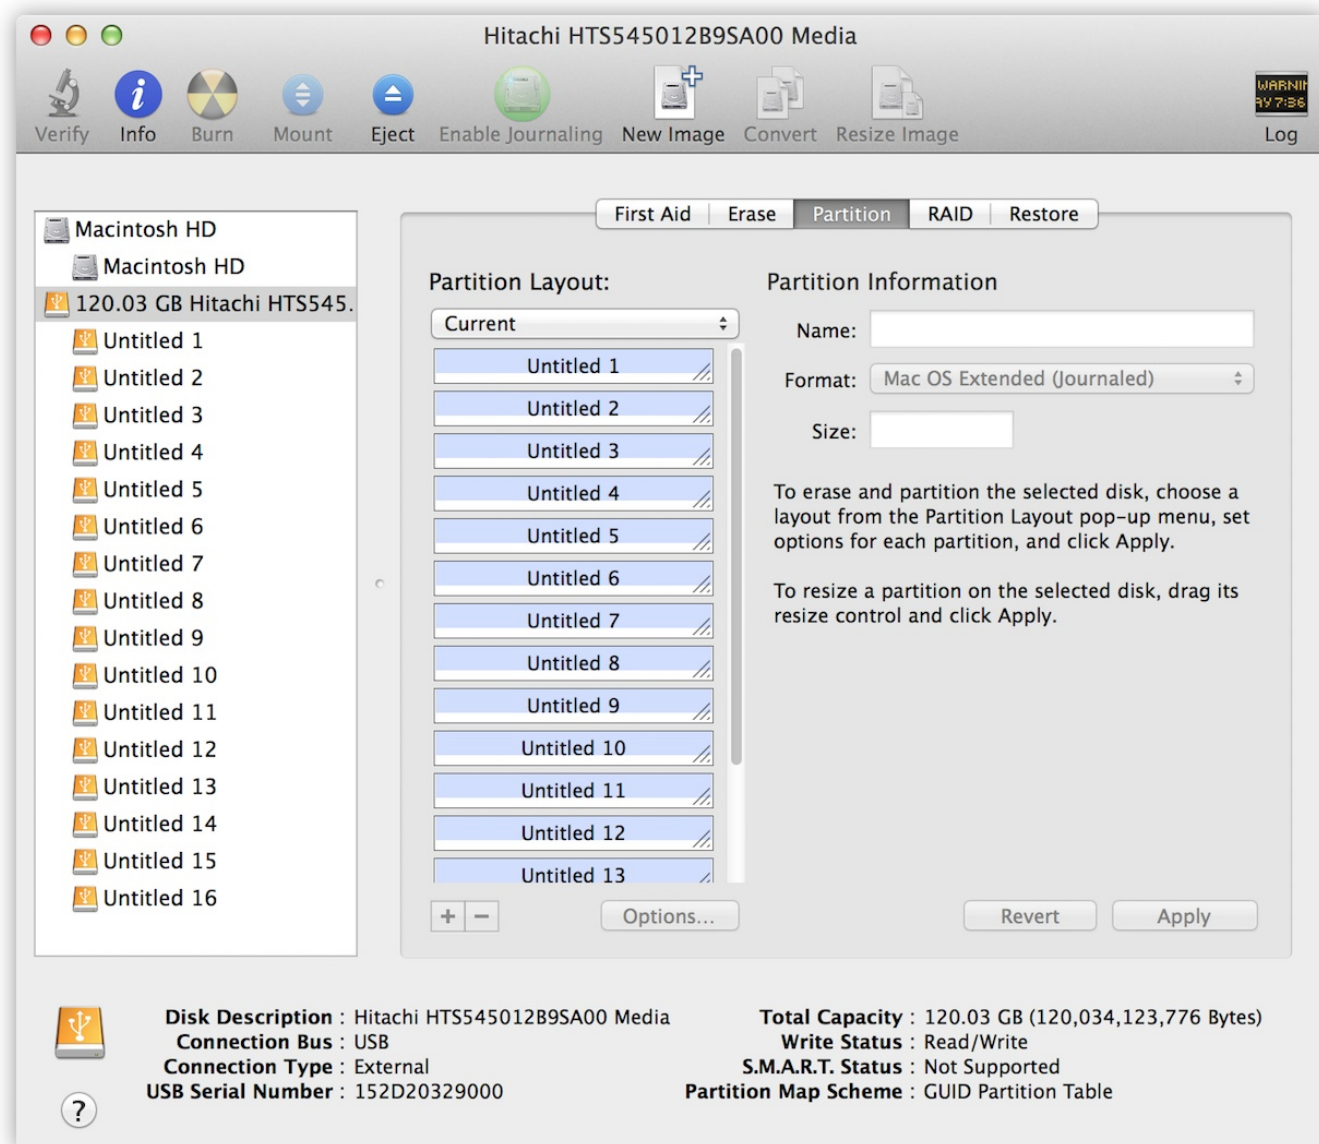 Hitachi HTS545012B9SA00 Media
Verify Info Burn Mount Eject Enable Journaling New Image Convert Resize Image Log
WARNIN
AY 7:36
First Aid Erase Partition RAID Restore
Macintosh HD
Macintosh HD
120.03 GB Hitachi HTS545.
Untitled 1
Untitled 2
Untitled 3
Untitled 4
Untitled 5
Untitled 6
Untitled 7
Untitled 8
Untitled 9
Untitled 10
Untitled 11
Untitled 12
Untitled 13
Untitled 14
Untitled 15
Untitled 16
Partition Layout:
Current
Untitled 1
Untitled 2
Untitled 3
Untitled 4
Untitled 5
Untitled 6
Untitled 7
Untitled 8
Untitled 9
Untitled 10
Untitled 11
Untitled 12
Untitled 13
+ −
Options...
Partition Information
Name:
Format: Mac OS Extended (Journaled)
Size:
To erase and partition the selected disk, choose a
layout from the Partition Layout pop-up menu, set
options for each partition, and click Apply.
To resize a partition on the selected disk, drag its
resize control and click Apply.
Revert Apply
Disk Description : Hitachi HTS545012B9SA00 Media
Connection Bus : USB
Connection Type : External
USB Serial Number : 152D20329000
Total Capacity : 120.03 GB (120,034,123,776 Bytes)
Write Status : Read/Write
S.M.A.R.T. Status : Not Supported
Partition Map Scheme : GUID Partition Table
?